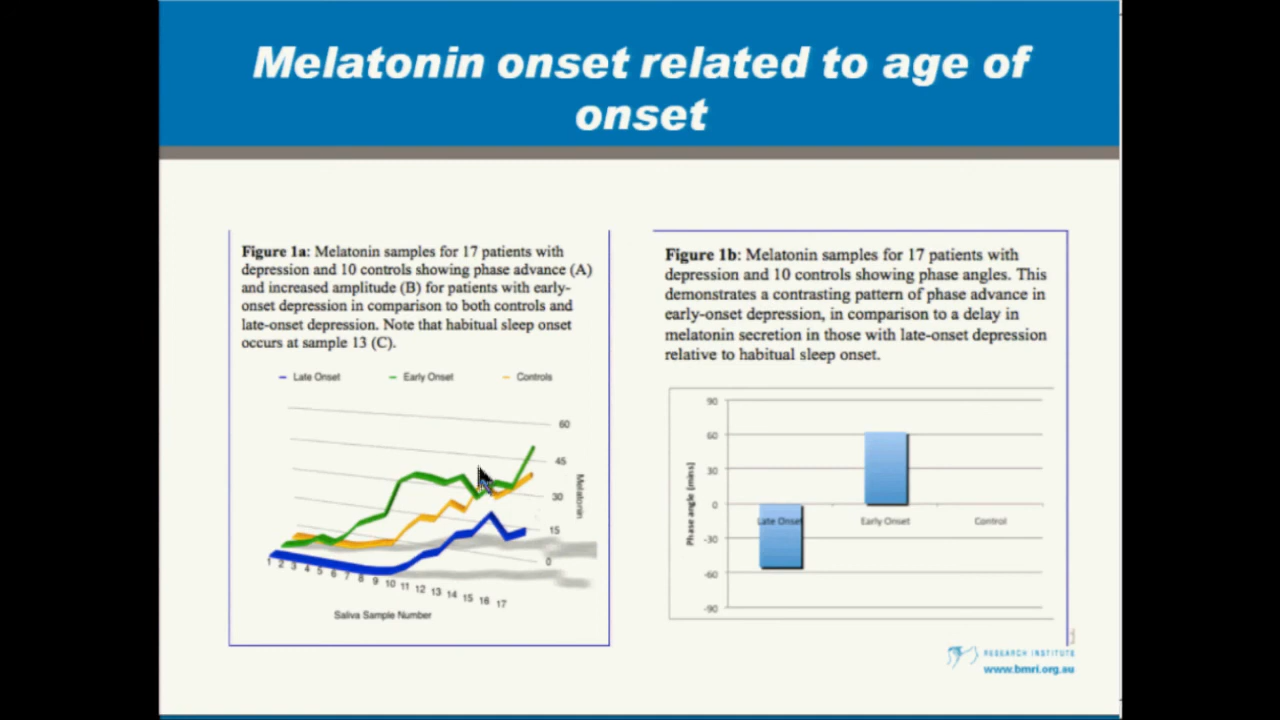 Melatonin onset related to age of
onset
Figure 1a: Melatonin samples for 17 patients with
depression and 10 controls showing phase advance (A)
and increased amplitude (B) for patients with early-
onset depression in comparison to both controls and
late-onset depression. Note that habitual sleep onset
occurs at sample 13 (C).
Late Onset Early Onset Controls
60
45
30
15
0
Melatonin
1 2 3 4 5 6 7 8 9 10 11 12 13 14 15 16 17
Saliva Sample Number
Figure 1b: Melatonin samples for 17 patients with
depression and 10 controls showing phase angles. This
demonstrates a contrasting pattern of phase advance in
early-onset depression, in comparison to a delay in
melatonin secretion in those with late-onset depression
relative to habitual sleep onset.
90
60
30
0
-30
-60
-90
Phase angle (mins)
Late Onset Early Onset Control
RESEARCH INSTITUTE
www.bmri.org.au